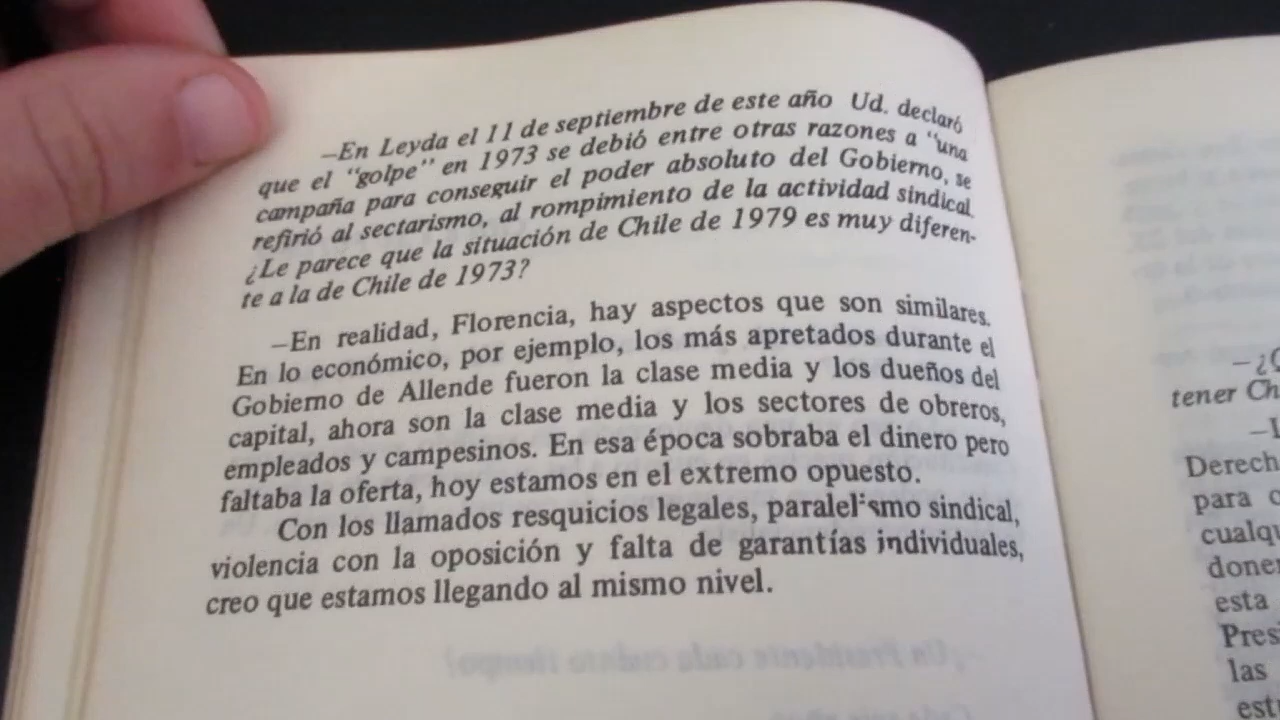 —En Leyda el 11 de septiembre de este año Ud. declaró
que el "golpe" en 1973 se debió entre otras razones a "una
campaña para conseguir el poder absoluto del Gobierno, se
refirió al sectarismo, al rompimiento de la actividad sindical.
¿Le parece que la situación de Chile de 1979 es muy diferen-
te a la de Chile de 1973?
—En realidad, Florencia, hay aspectos que son similares.
En lo económico, por ejemplo, los más apretados durante el
Gobierno de Allende fueron la clase media y los dueños del
capital, ahora son la clase media y los sectores de obreros,
empleados y campesinos. En esa época sobraba el dinero pero
faltaba la oferta, hoy estamos en el extremo opuesto.
Con los llamados resquicios legales, paralelismo sindical,
violencia con la oposición y falta de garantías individuales,
creo que estamos llegando al mismo nivel.
—¿
tener Ch
—
Derech
para
cualqu
doner
esta
Pres
las
est